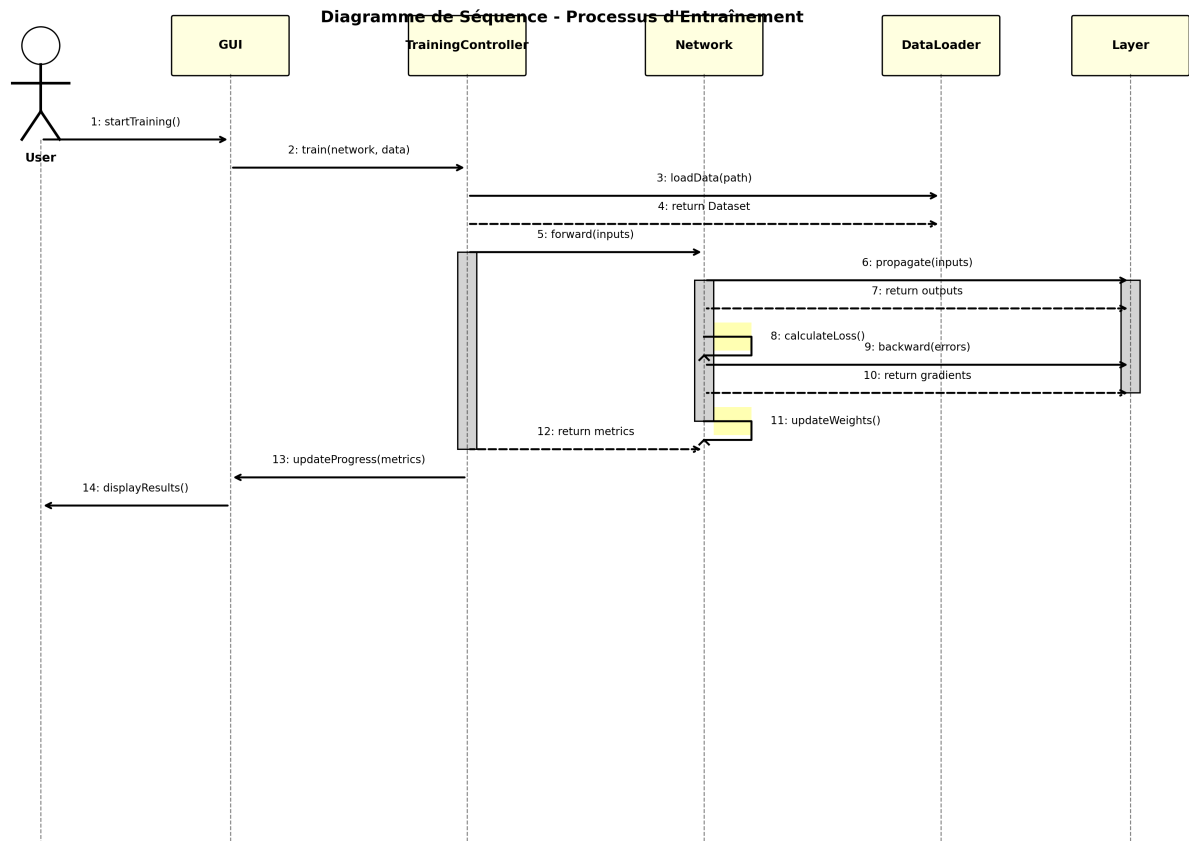 Diagramme de Séquence - Processus d'Entraînement
GUI
TrainingController
Network
DataLoader
Layer
User
1: startTraining()
2: train(network, data)
3: loadData(path)
4: return Dataset
5: forward(inputs)
6: propagate(inputs)
7: return outputs
8: calculateLoss()
9: backward(errors)
10: return gradients
11: updateWeights()
12: return metrics
13: updateProgress(metrics)
14: displayResults()